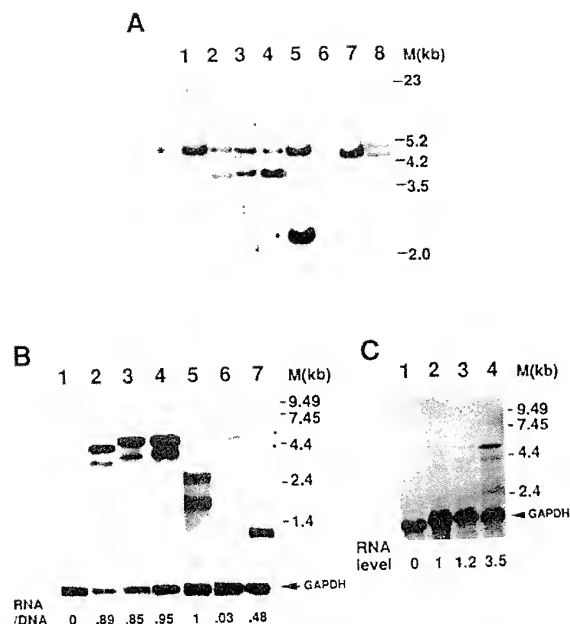 A
1 2 3 4 5 6 7 8 M(kb)
-23
-5.2
-4.2
-3.5
-2.0
B
1 2 3 4 5 6 7 M(kb)
-9.49
-7.45
-4.4
-2.4
-1.4
GAPDH
RNA
/DNA 0 .89 .85 .95 1 .03 .48
C
1 2 3 4 M(kb)
-9.49
-7.45
-4.4
-2.4
GAPDH
RNA
level 0 1 1.2 3.5